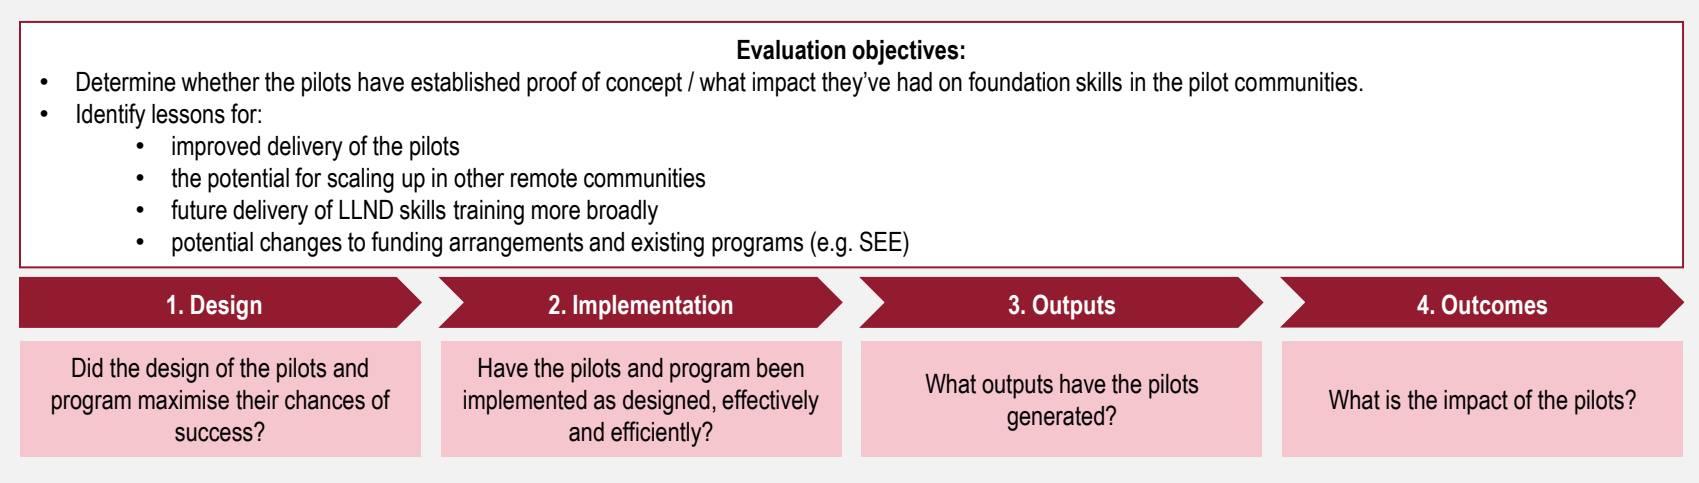 Evaluation objectives:
• Determine whether the pilots have established proof of concept / what impact they've had on foundation skills in the pilot communities.
• Identify lessons for:
• improved delivery of the pilots
• the potential for scaling up in other remote communities
• future delivery of LLND skills training more broadly
• potential changes to funding arrangements and existing programs (e.g. SEE)
1. Design
Did the design of the pilots and
program maximise their chances of
success?
2. Implementation
Have the pilots and program been
implemented as designed, effectively
and efficiently?
3. Outputs
What outputs have the pilots
generated?
4. Outcomes
What is the impact of the pilots?